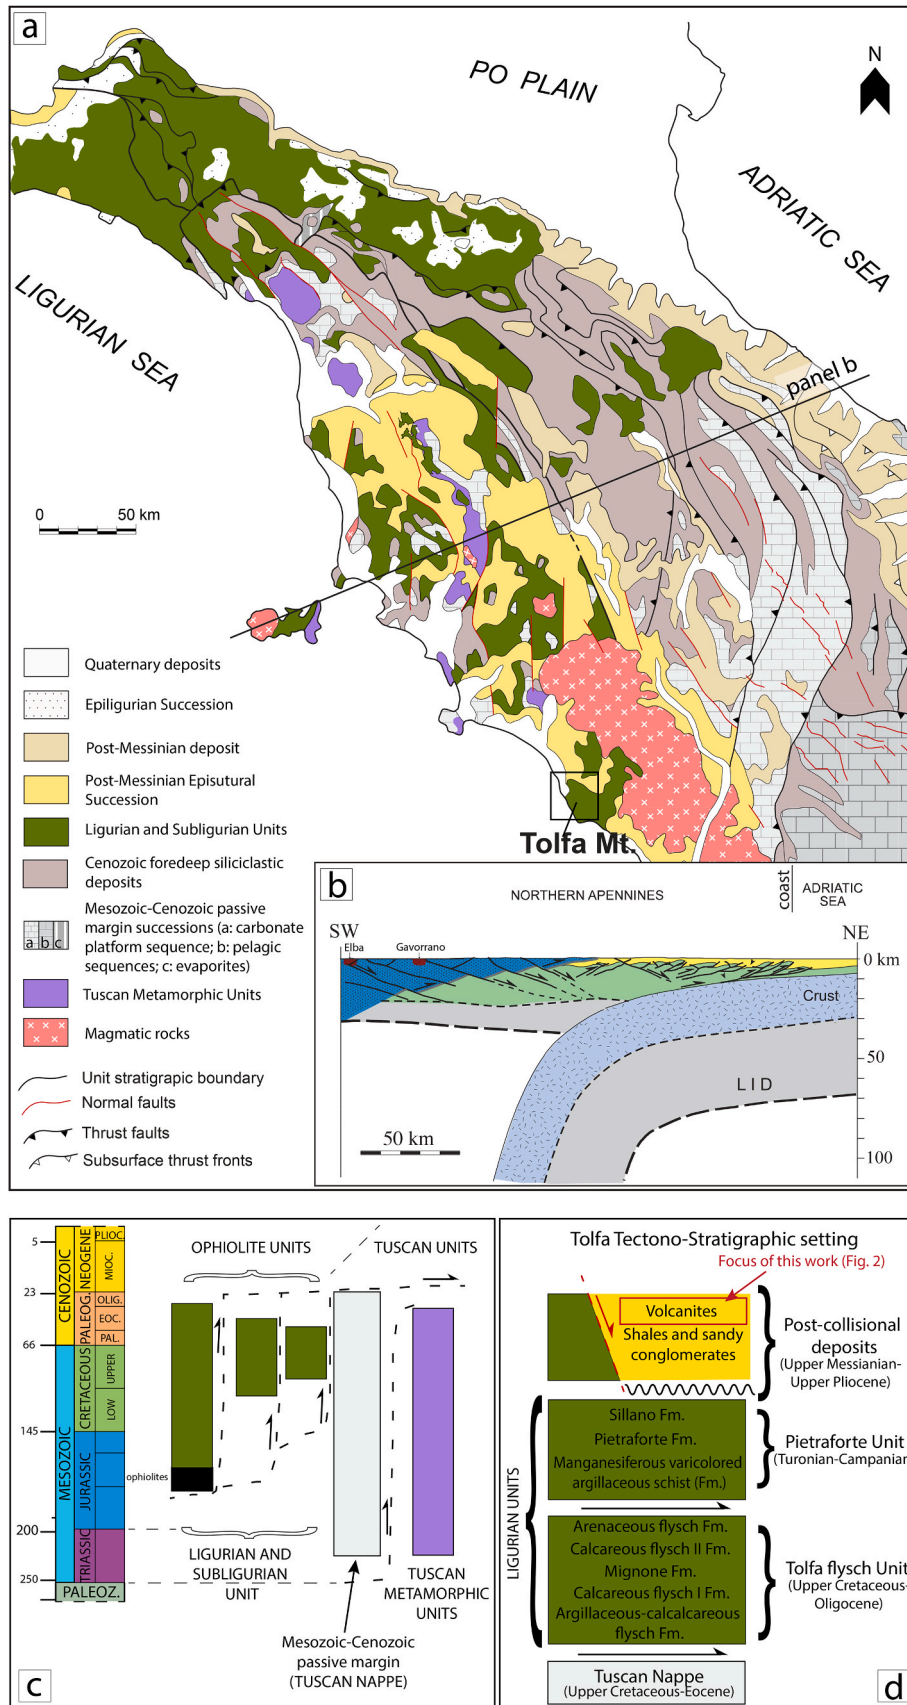 a
PO PLAIN
N
ADRIATIC SEA
LIGURIAN SEA
panel b
0 50 km
Quaternary deposits
Epiligurian Succession
Post-Messinian deposit
Post-Messinian Episutural
Succession
Ligurian and Subligurian Units
Cenozoic foredeep siliciclastic
deposits
Mesozoic-Cenozoic passive
margin successions (a: carbonate
platform sequence; b: pelagic
sequences; c: evaporites)
a b c
Tuscan Metamorphic Units
Magmatic rocks
Unit stratigrapic boundary
Normal faults
Thrust faults
Subsurface thrust fronts
Tolfa Mt.
b
NORTHERN APENNINES
coast
ADRIATIC
SEA
SW
NE
Elba
Gavorrano
0 km
Crust
50
LID
50 km
100
c
5
23
66
145
200
250
CENOZOIC
MESOZOIC
NEOGENE
PALEOG.
CRETACEOUS
JURASSIC
TRIASSIC
PALEOZ.
PLIOC.
MIOC.
OLIG.
EOC.
PAL.
UPPER
LOW
OPHIOLITE UNITS
TUSCAN UNITS
ophiolites
LIGURIAN AND
SUBLIGURIAN
UNIT
TUSCAN
METAMORPHIC
UNITS
Mesozoic-Cenozoic
passive margin
(TUSCAN NAPPE)
d
Tolfa Tectono-Stratigraphic setting
Focus of this work (Fig. 2)
Volcanites
Shales and sandy
conglomerates
Post-collisional
deposits
(Upper Messianian-
Upper Pliocene)
LIGURIAN UNITS
Sillano Fm.
Pietraforte Fm.
Manganesiferous varicolored
argillaceous schist (Fm.)
Pietraforte Unit
(Turonian-Campanian
Arenaceous flysch Fm.
Calcareous flysch II Fm.
Mignone Fm.
Calcareous flysch I Fm.
Argillaceous-calcalcareous
flysch Fm.
Tolfa flysch Unit
(Upper Cretaceous-
Oligocene)
Tuscan Nappe
(Upper Cretaceous-Eocene)